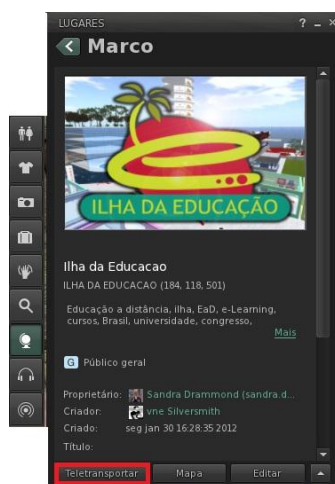 LUGARES ? _ ×
Marco
ILHA DA EDUCAÇÃO
Ilha da Educacao
ILHA DA EDUCACAO (184, 118, 501)
Educação a distância, ilha, EaD, e-Learning,
cursos, Brasil, universidade, congresso,
Mais
G Público geral
Proprietário: Sandra Drammond (sandra.d...
Criador: vne Silversmith
Criado: seg jan 30 16:28:35 2012
Título:
Teletransportar Mapa Editar